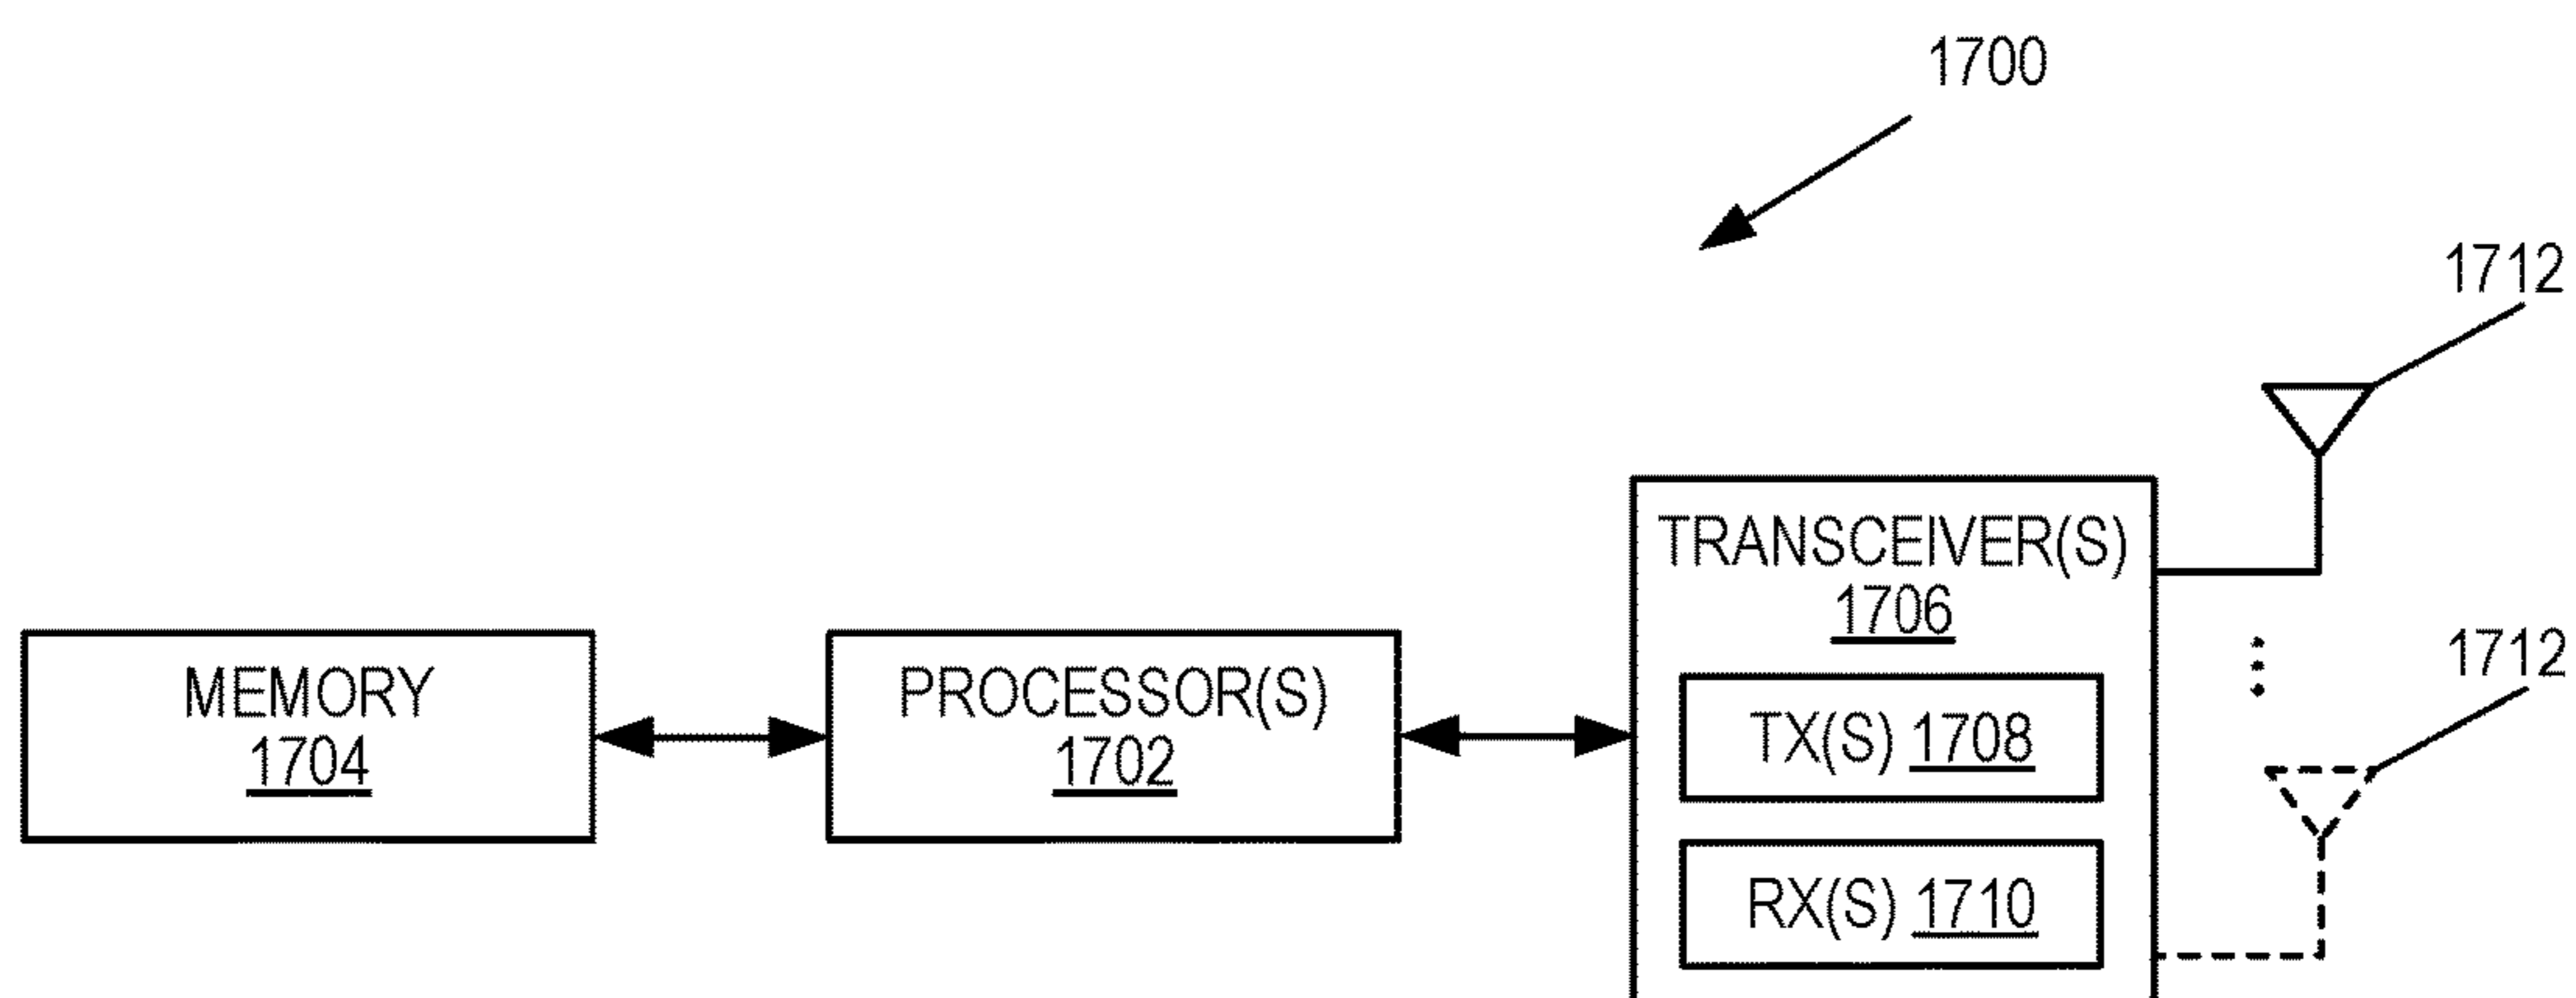 1700
1712
TRANSCEIVER(S)
1706
1712
MEMORY
1704
PROCESSOR(S)
1702
TX(S) 1708
RX(S) 1710